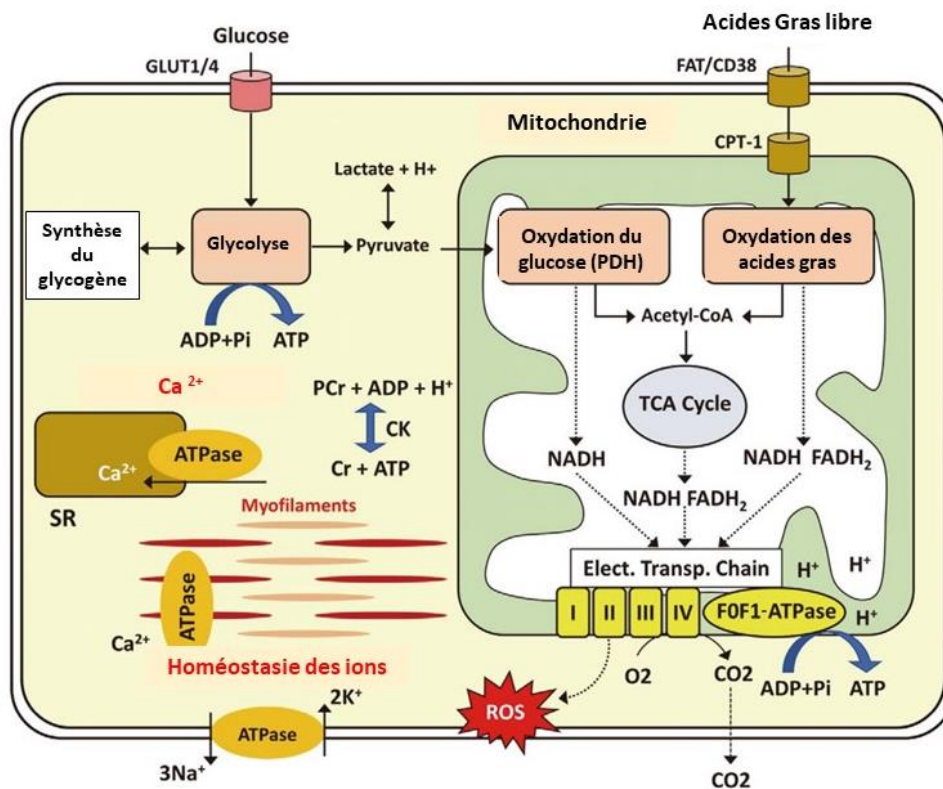 Glucose
Acides Gras libre
GLUT1/4
FAT/CD38
Mitochondrie
CPT-1
Lactate + H+
Synthèse
du
glycogène
Glycolyse
Pyruvate
Oxydation du
glucose (PDH)
Oxydation des
acides gras
ADP+Pi
ATP
Acetyl-CoA
Ca 2+
PCr + ADP + H⁺
CK
Cr + ATP
TCA Cycle
ATPase
Ca²⁺
SR
NADH
NADH FADH₂
NADH FADH₂
Myofilaments
Elect. Transp. Chain
H⁺
H⁺
I
II
III
IV
F0F1-ATPase
H⁺
ATPase
Ca²⁺
Homéostasie des ions
O2
CO2
ADP+Pi
ATP
2K⁺
ROS
ATPase
3Na⁺
CO2